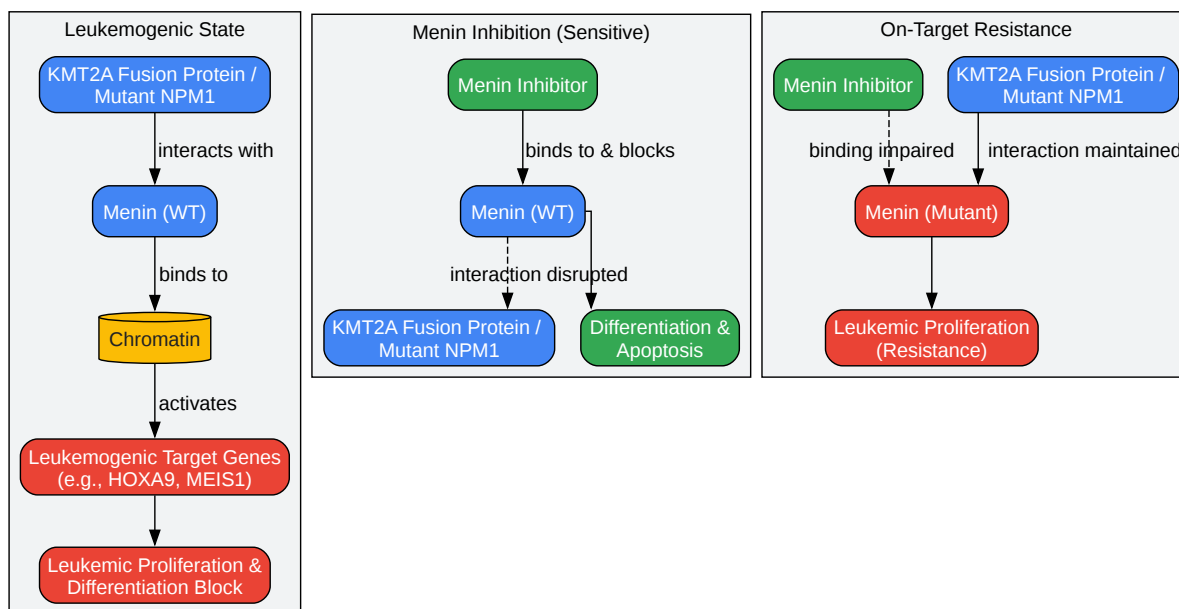 Leukemogenic State
KMT2A Fusion Protein /
Mutant NPM1
interacts with
Menin (WT)
binds to
Chromatin
activates
Leukemogenic Target Genes
(e.g., HOXA9, MEIS1)
Leukemic Proliferation &
Differentiation Block
Menin Inhibition (Sensitive)
Menin Inhibitor
binds to & blocks
Menin (WT)
interaction disrupted
KMT2A Fusion Protein /
Mutant NPM1
Differentiation &
Apoptosis
On-Target Resistance
Menin Inhibitor
KMT2A Fusion Protein /
Mutant NPM1
binding impaired
interaction maintained
Menin (Mutant)
Leukemic Proliferation
(Resistance)